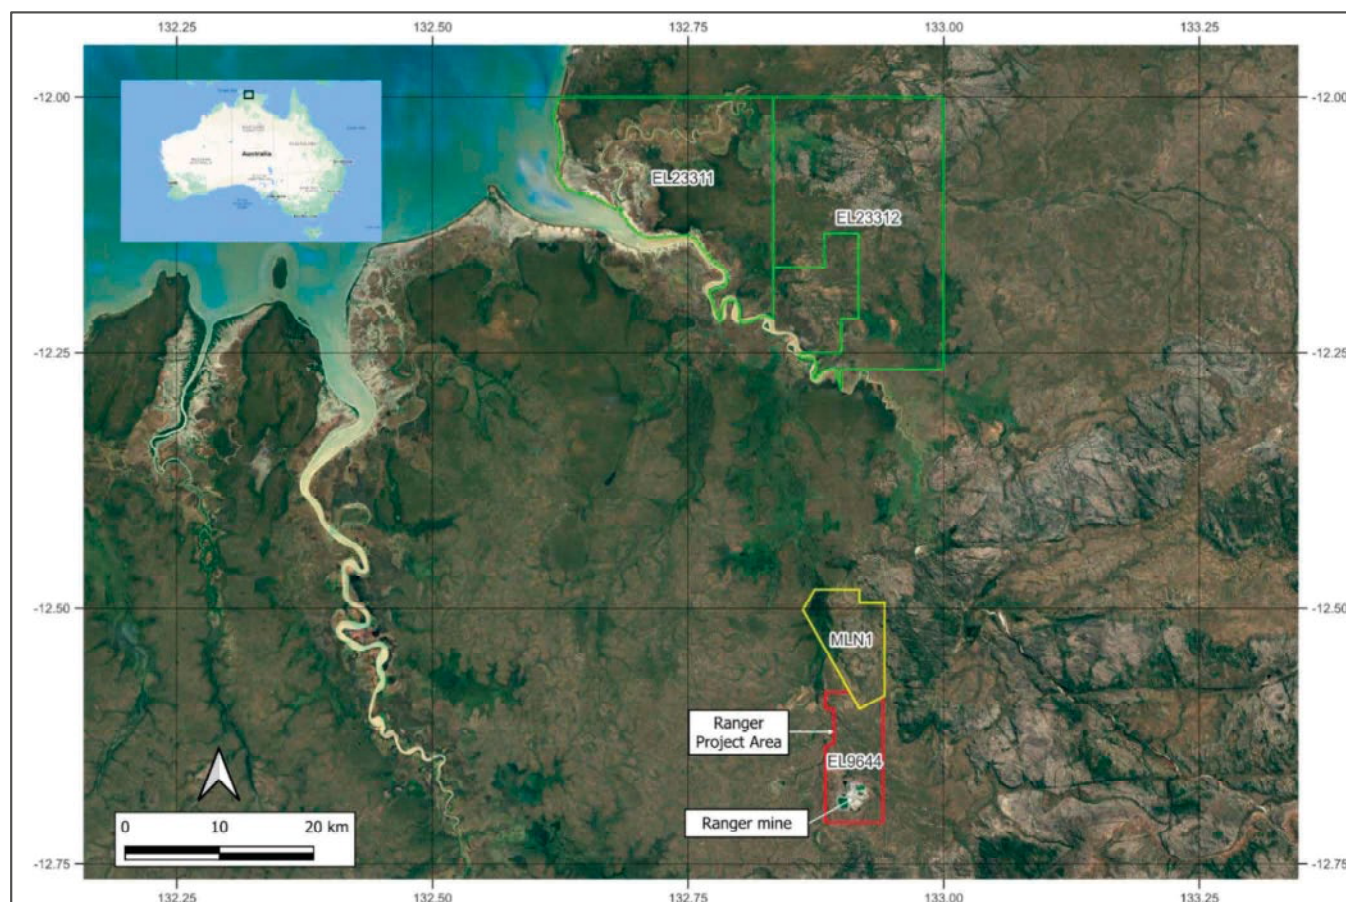 132.25 132.50 132.75 133.00 133.25
-12.00 -12.00
Australia
EL23311
EL23312
-12.25 -12.25
-12.50 -12.50
MLN1
Ranger
Project Area
EL9644
Ranger mine
0 10 20 km
-12.75 -12.75
132.25 132.50 132.75 133.00 133.25